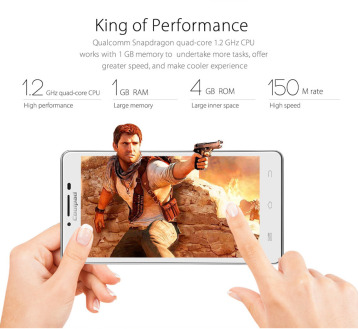 King of Performance
Qualcomm Snapdragon quad-core 1.2 GHz CPU
works with 1 GB memory to undertake more tasks, offer
greater speed, and make cooler experience
1.2 GHz quad-core CPU 1 GB RAM 4 GB ROM 150 M rate
High performance Large memory Large inner space High speed
coolpad